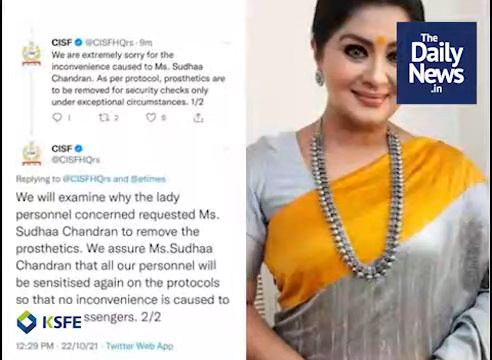 CISF @CISFHQrs · 9m
We are extremely sorry for the
inconvenience caused to Ms. Sudhaa
Chandran. As per protocol, prosthetics are
to be removed for security checks only
under exceptional circumstances. 1/2
1 2 6
CISF
@CISFHQrs
Replying to @CISFHQrs and @etimes
We will examine why the lady
personnel concerned requested Ms.
Sudhaa Chandran to remove the
prosthetics. We assure Ms.Sudhaa
Chandran that all our personnel will
be sensitised again on the protocols
so that no inconvenience is caused to
KSFE ssengers. 2/2
12:29 PM · 22/10/21 · Twitter Web App
The
Daily
News
.in